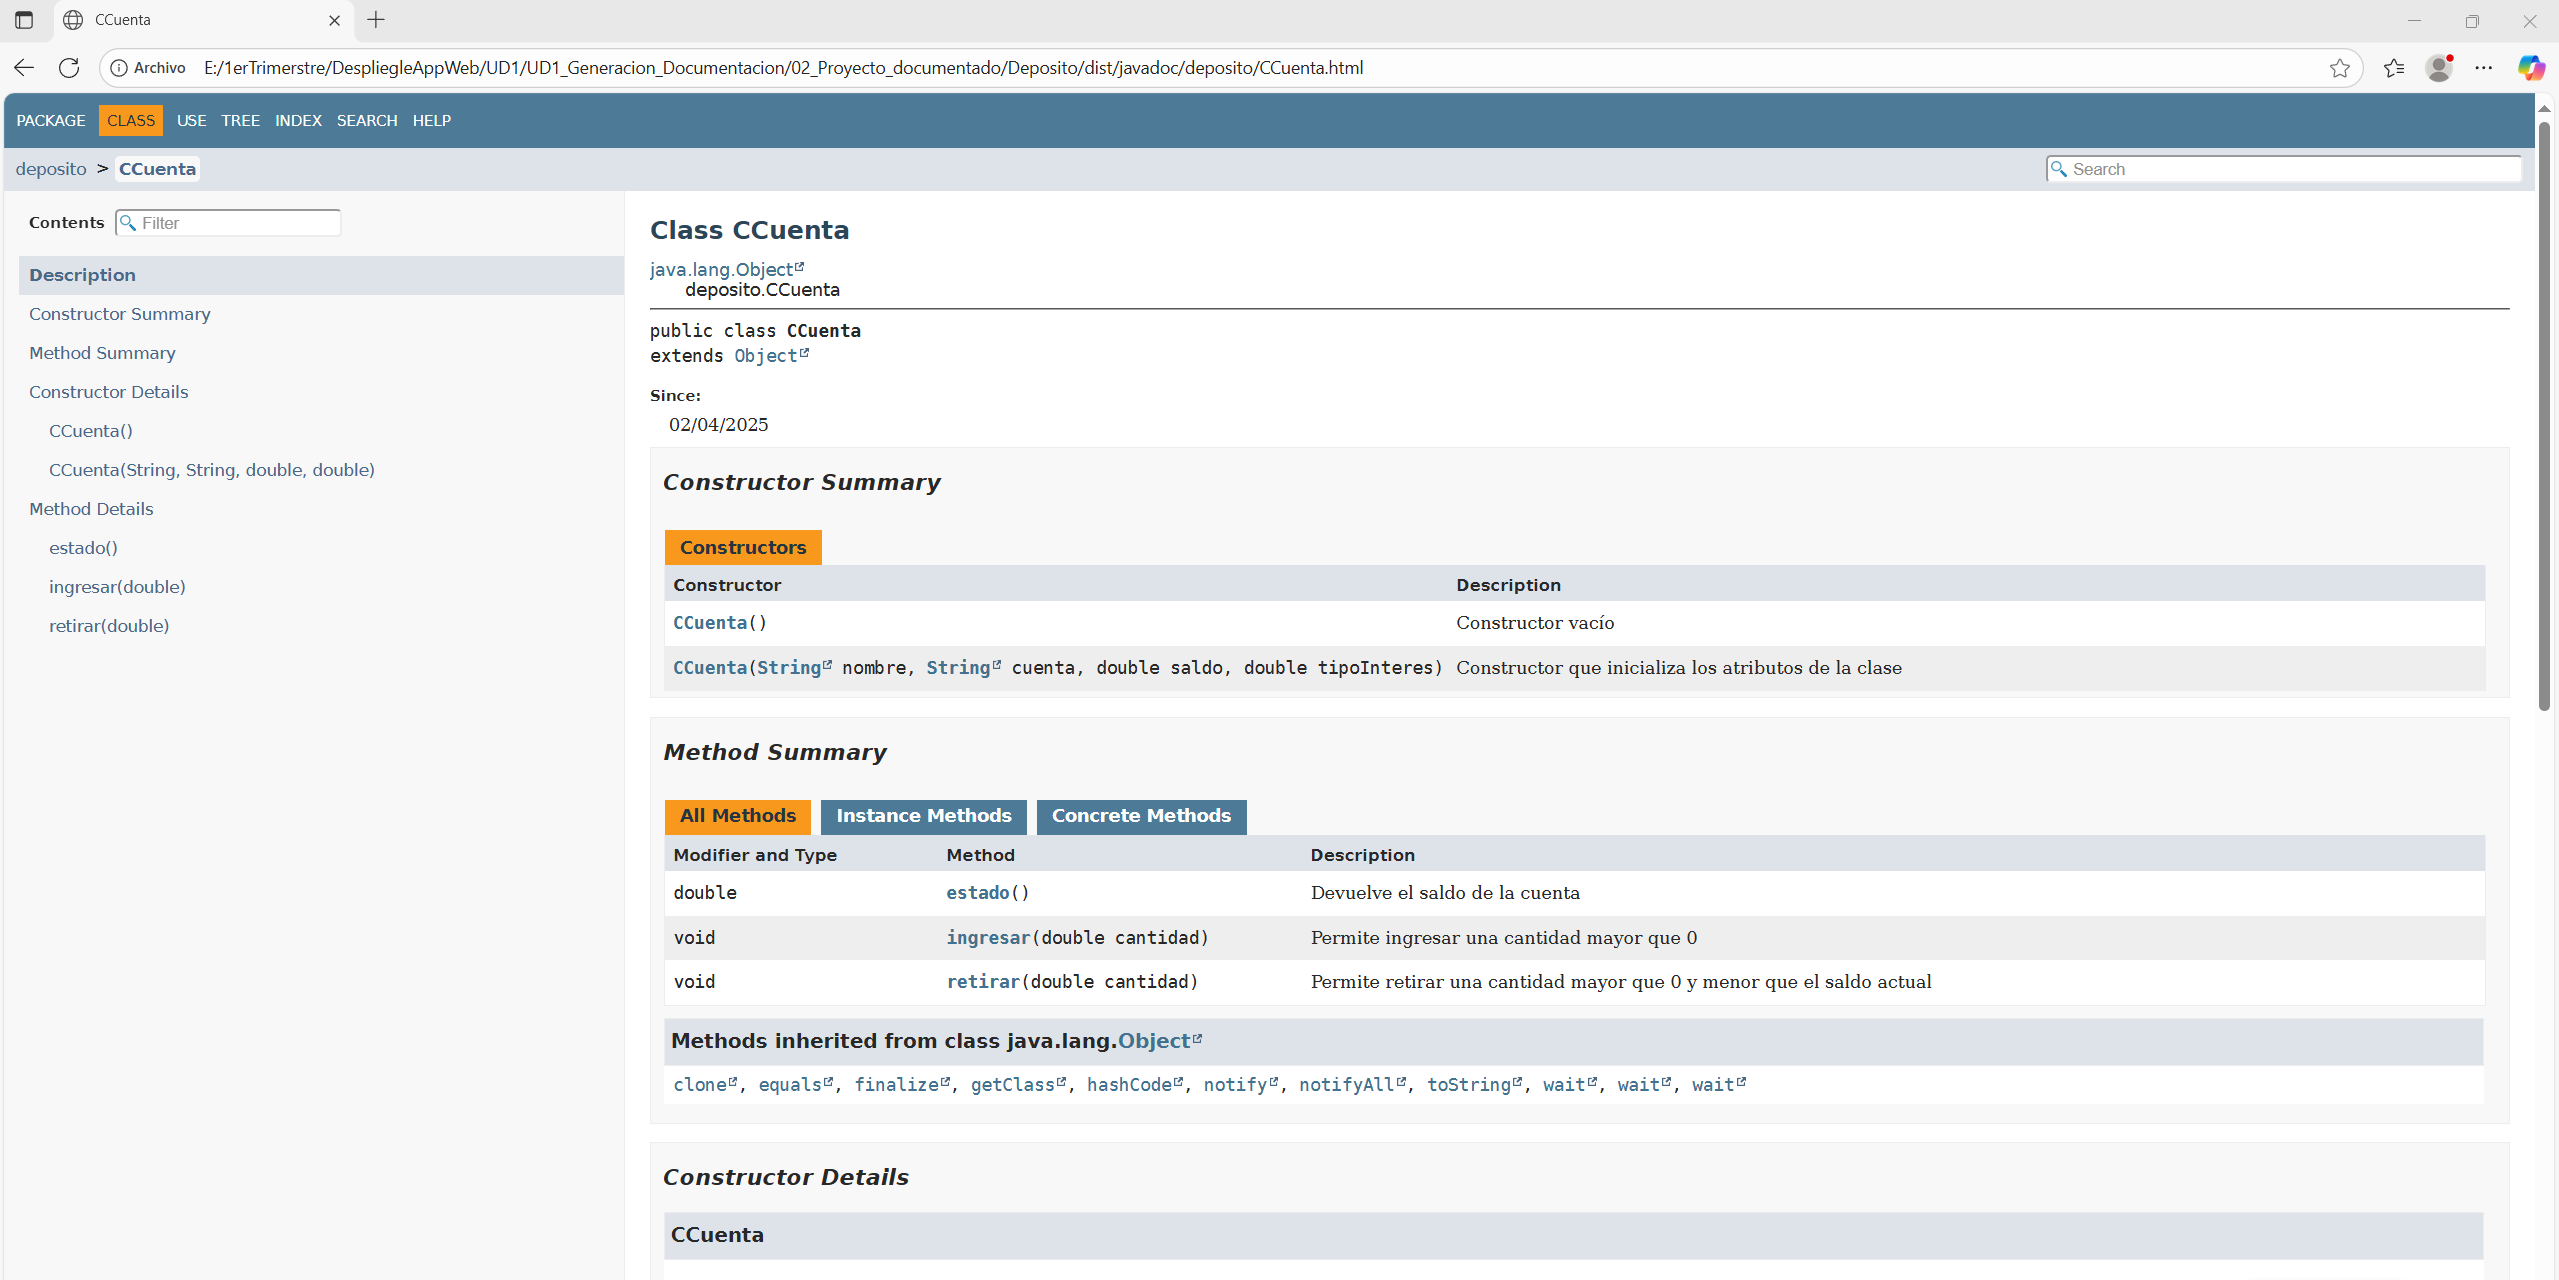 CCuenta
Archivo E:/1erTrimerstre/DespliegleAppWeb/UD1/UD1_Generacion_Documentacion/02_Proyecto_documentado/Deposito/dist/javadoc/deposito/CCuenta.html
PACKAGE CLASS USE TREE INDEX SEARCH HELP
deposito > CCuenta Search
Contents Filter
Description
Constructor Summary
Method Summary
Constructor Details
CCuenta()
CCuenta(String, String, double, double)
Method Details
estado()
ingresar(double)
retirar(double)
Class CCuenta
java.lang.Object
deposito.CCuenta
public class CCuenta
extends Object
Since:
02/04/2025
Constructor Summary
Constructors
Constructor Description
CCuenta() Constructor vacío
CCuenta(String nombre, String cuenta, double saldo, double tipoInteres) Constructor que inicializa los atributos de la clase
Method Summary
All Methods Instance Methods Concrete Methods
Modifier and Type Method Description
double estado() Devuelve el saldo de la cuenta
void ingresar(double cantidad) Permite ingresar una cantidad mayor que 0
void retirar(double cantidad) Permite retirar una cantidad mayor que 0 y menor que el saldo actual
Methods inherited from class java.lang.Object
clone, equals, finalize, getClass, hashCode, notify, notifyAll, toString, wait, wait, wait
Constructor Details
CCuenta